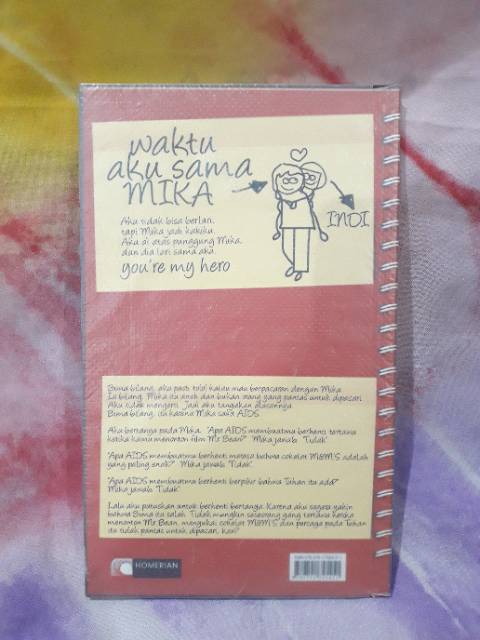 waktu
aku sama
MIKA
INDI
Aku tidak bisa berlari,
tapi Mika jadi kakiku.
Aku di atas punggung Mika.
dan dia lari sama aku.
you're my hero
Buma bilang, aku pasti tolol kalau mau berpacaran dengan Mika.
Ia bilang, Mika itu aneh dan bukan orang yang pantas untuk dipacari.
Aku tidak mengerti. Jadi aku tanyakan alasannya.
Buma bilang, itu karena Mika sakit AIDS.
Aku bertanya pada Mika. "Apa AIDS membuatmu berhenti tertawa
ketika kamu menonton film Mr Bean?" Mika jawab. "Tidak"
"Apa AIDS membuatmu berhenti merasa bahwa cokelat M&M'S adalah
yang paling enak?" Mika jawab "Tidak"
"Apa AIDS membuatmu berhenti berpikir bahwa Tuhan itu ada?"
Mika jawab "Tidak"
Lalu aku putuskan untuk berhenti bertanya. Karena aku segera yakin
bahwa Buma itu salah. Tidak mungkin seseorang yang tertawa ketika
menonton Mr Bean, menyukai cokelat M&M'S dan percaya pada Tuhan
itu tidak pantas untuk dipacari, kan?
HOMERIAN